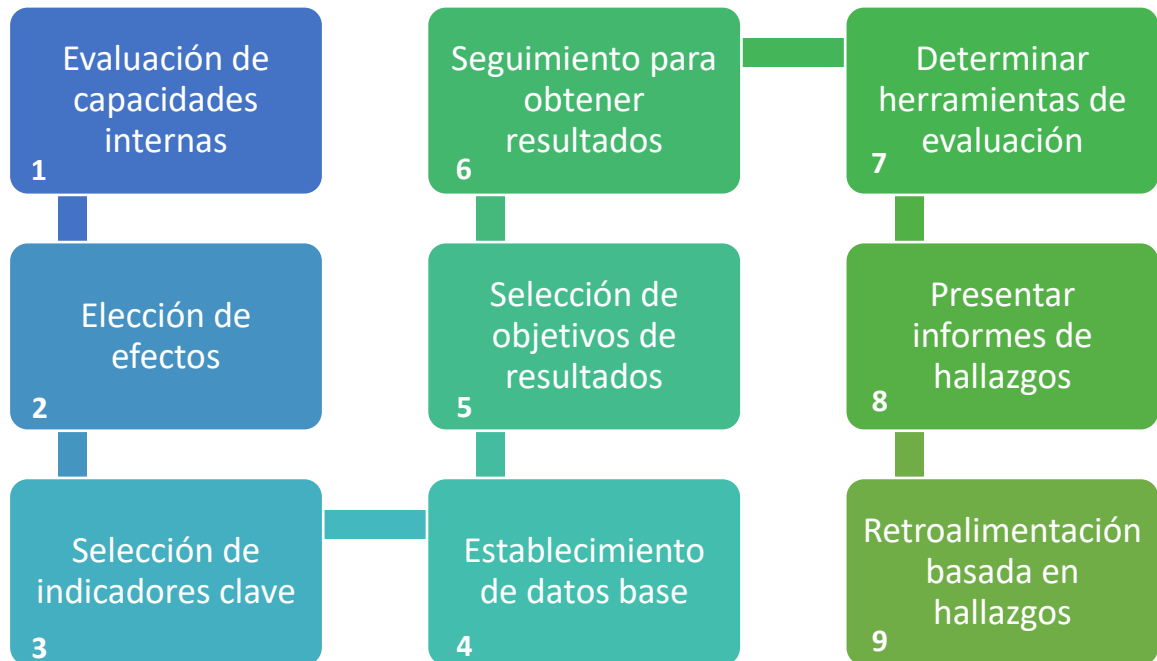 Evaluación de
capacidades
internas
1
Elección de
efectos
2
Selección de
indicadores clave
3
Establecimiento
de datos base
4
Selección de
objetivos de
resultados
5
Seguimiento para
obtener
resultados
6
Determinar
herramientas de
evaluación
7
Presentar
informes de
hallazgos
8
Retroalimentación
basada en
hallazgos
9